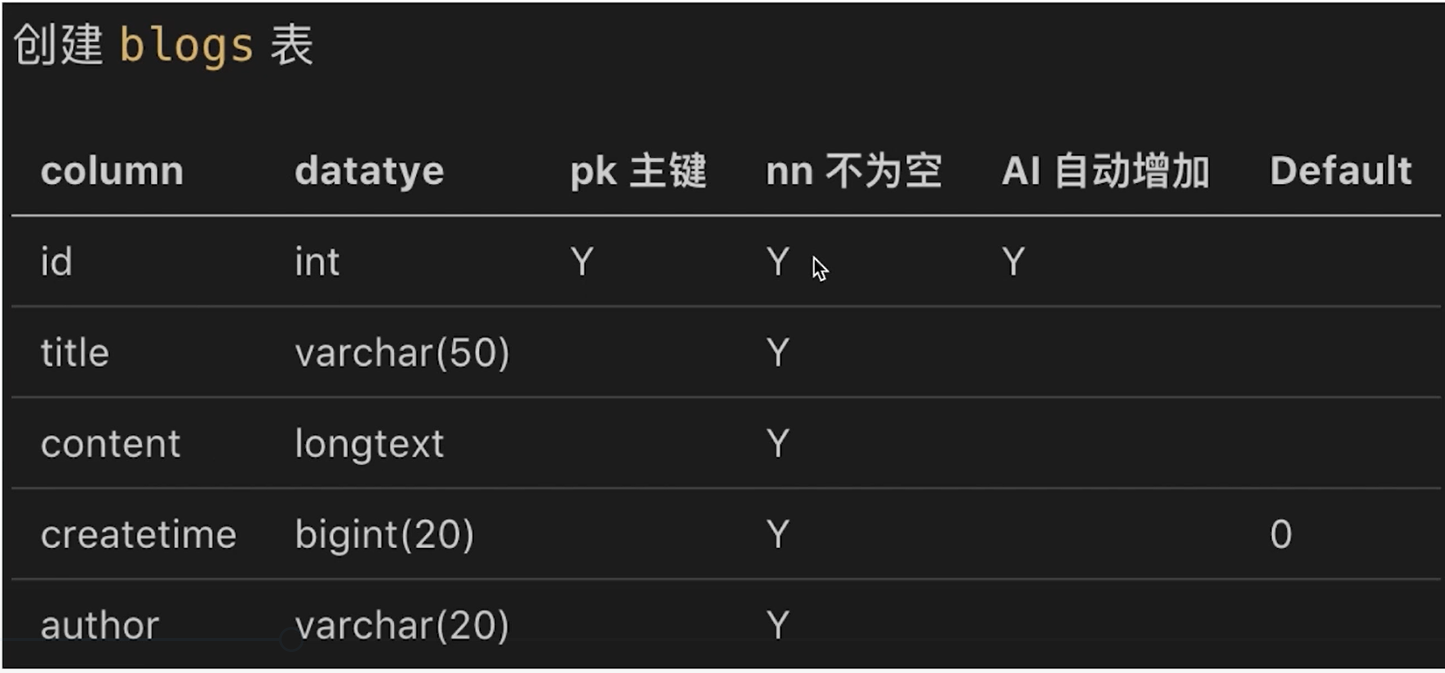 创建 blogs 表
column datatye pk 主键 nn 不为空 AI 自动增加 Default
id int Y Y Y
title varchar(50) Y
content longtext Y
createtime bigint(20) Y 0
author varchar(20) Y